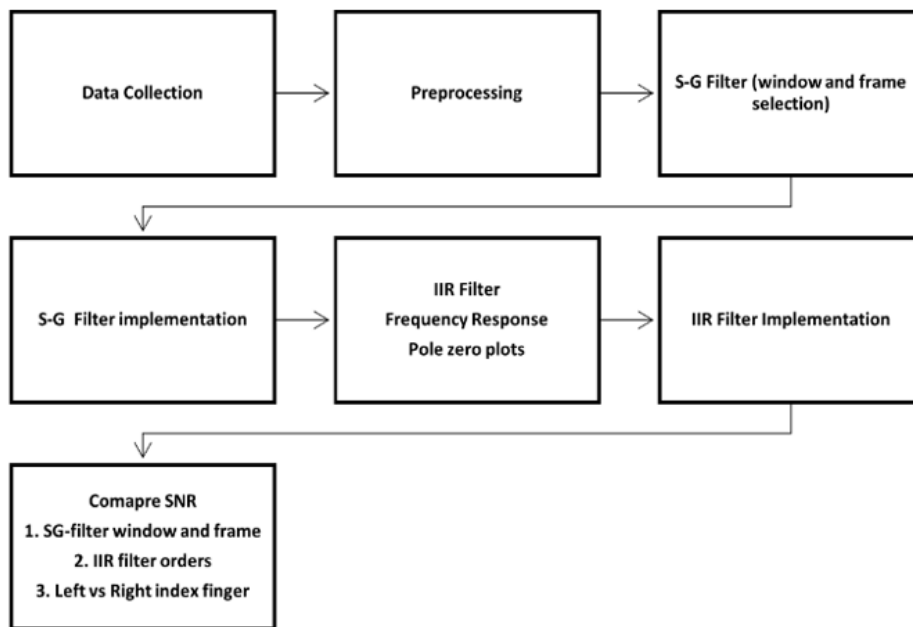 Data Collection
Preprocessing
S-G Filter (window and frame
selection)
S-G Filter implementation
IIR Filter
Frequency Response
Pole zero plots
IIR Filter Implementation
Comapre SNR
1. SG-filter window and frame
2. IIR filter orders
3. Left vs Right index finger